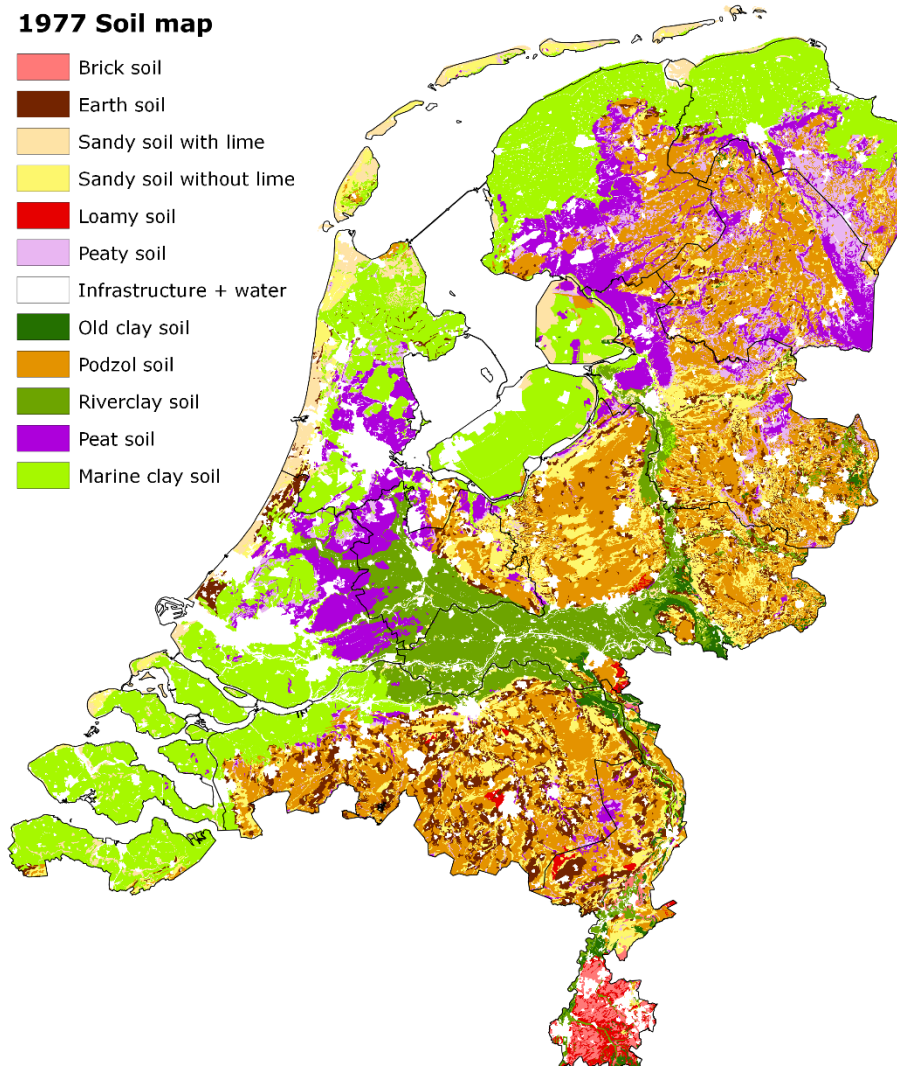 1977 Soil map
Brick soil
Earth soil
Sandy soil with lime
Sandy soil without lime
Loamy soil
Peaty soil
Infrastructure + water
Old clay soil
Podzol soil
Riverclay soil
Peat soil
Marine clay soil